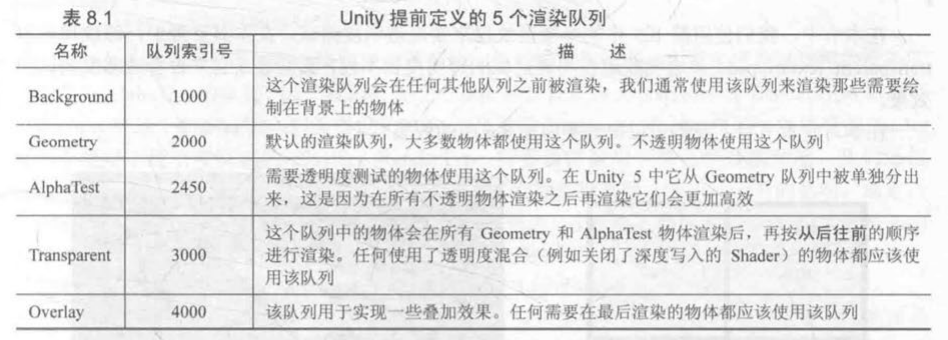 表 8.1 Unity 提前定义的 5 个渲染队列
名称 队列索引号 描 述
Background 1000 这个渲染队列会在任何其他队列之前被渲染，我们通常使用该队列来渲染那些需要绘
制在背景上的物体
Geometry 2000 默认的渲染队列，大多数物体都使用这个队列。不透明物体使用这个队列
AlphaTest 2450 需要透明度测试的物体使用这个队列。在 Unity 5 中它从 Geometry 队列中被单独分出
来，这是因为在所有不透明物体渲染之后再渲染它们会更加高效
Transparent 3000 这个队列中的物体会在所有 Geometry 和 AlphaTest 物体渲染后，再按从后往前的顺序
进行渲染。任何使用了透明度混合（例如关闭了深度写入的 Shader）的物体都应该使
用该队列
Overlay 4000 该队列用于实现一些叠加效果。任何需要在最后渲染的物体都应该使用该队列